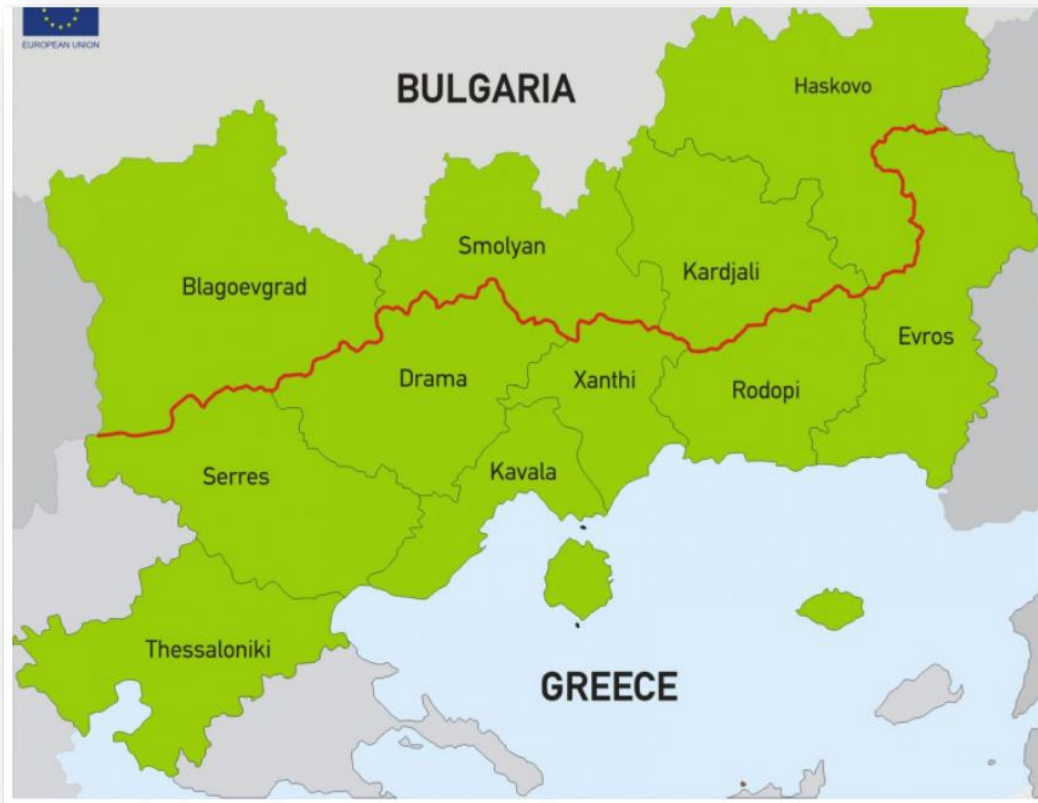 EUROPEAN UNION
BULGARIA
Haskovo
Smolyan
Blagoevgrad
Kardjali
Evros
Drama
Xanthi
Rodopi
Serres
Kavala
Thessaloniki
GREECE